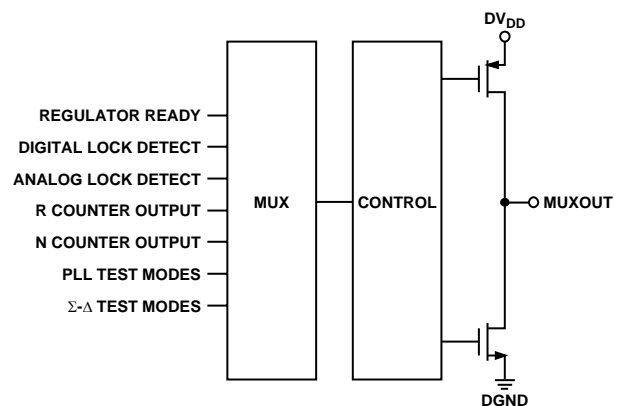 DVDD
REGULATOR READY
DIGITAL LOCK DETECT
ANALOG LOCK DETECT
R COUNTER OUTPUT
N COUNTER OUTPUT
PLL TEST MODES
Σ-Δ TEST MODES
MUX
CONTROL
MUXOUT
DGND